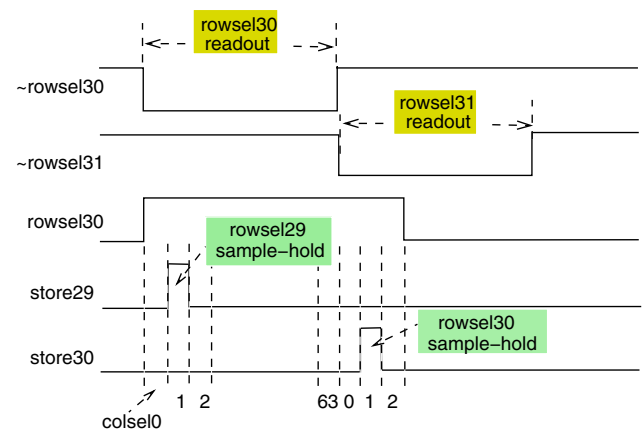 rowsel30
readout
~rowsel30
rowsel31
readout
~rowsel31
rowsel30
rowsel29
sample-hold
store29
rowsel30
sample-hold
store30
1 2 63 0 1 2
colsel0